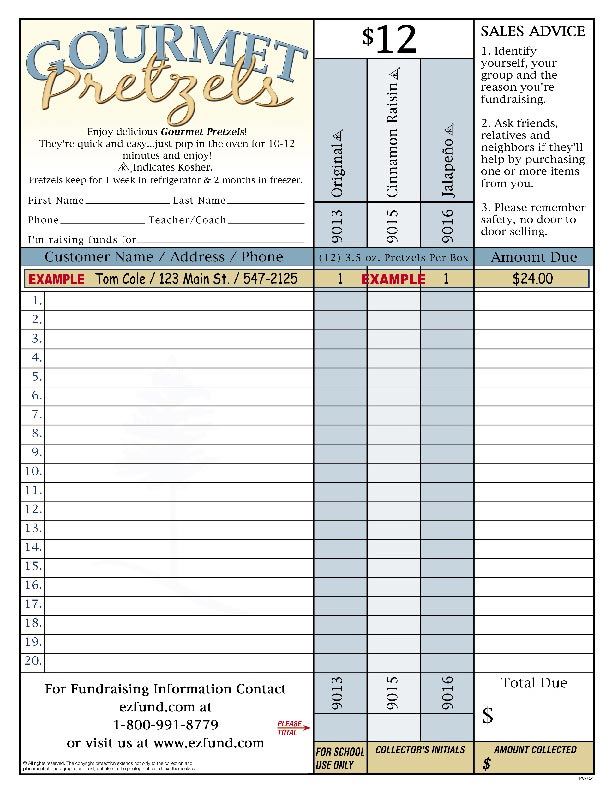 GOURMET
Pretzels
Enjoy delicious Gourmet Pretzels!
They're quick and easy...just pop in the oven for 10-12
minutes and enjoy!
Indicates Kosher.
Pretzels keep for 1 week in refrigerator & 2 months in freezer.
First Name Last Name
Phone Teacher/Coach
I'm raising funds for
$12
9013 Original
9015 Cinnamon Raisin
9016 Jalapeño
SALES ADVICE
1. Identify
yourself, your
group and the
reason you're
fundraising.
2. Ask friends,
relatives and
neighbors if they'll
help by purchasing
one or more items
from you.
3. Please remember
safety, no door to
door selling.
Customer Name / Address / Phone (12) 3.5 oz. Pretzels Per Box Amount Due
EXAMPLE Tom Cole / 123 Main St. / 547-2125 1 EXAMPLE 1 $24.00
1.
2.
3.
4.
5.
6.
7.
8.
9.
10.
11.
12.
13.
14.
15.
16.
17.
18.
19.
20.
For Fundraising Information Contact
ezfund.com at
1-800-991-8779
or visit us at www.ezfund.com
PLEASE
TOTAL
9013
9015
9016
Total Due
$
FOR SCHOOL
USE ONLY
COLLECTOR'S INITIALS
AMOUNT COLLECTED
$